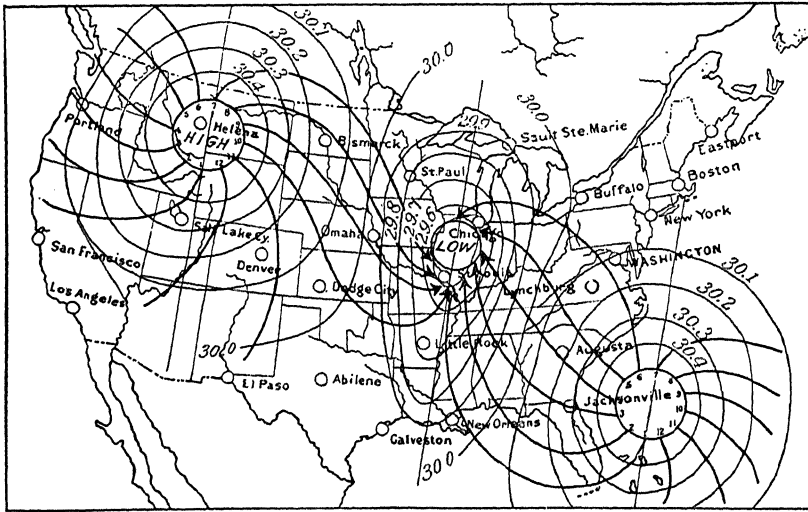 30.1
30.2
30.3
30.4
30.0
30.0
29.9
Portland
Helena
HIGH
Bismarck
St. Paul
Sault Ste. Marie
Eastport
Boston
Buffalo
New York
WASHINGTON
Salt Lake Cy.
Omaha
29.8
29.7
29.6
LOW
San Francisco
Denver
Dodge City
Lynchburg
Los Angeles
30.0
Little Rock
Augusta
30.1
30.2
30.3
30.4
El Paso
Abilene
Jacksonville
New Orleans
Galveston
30 0